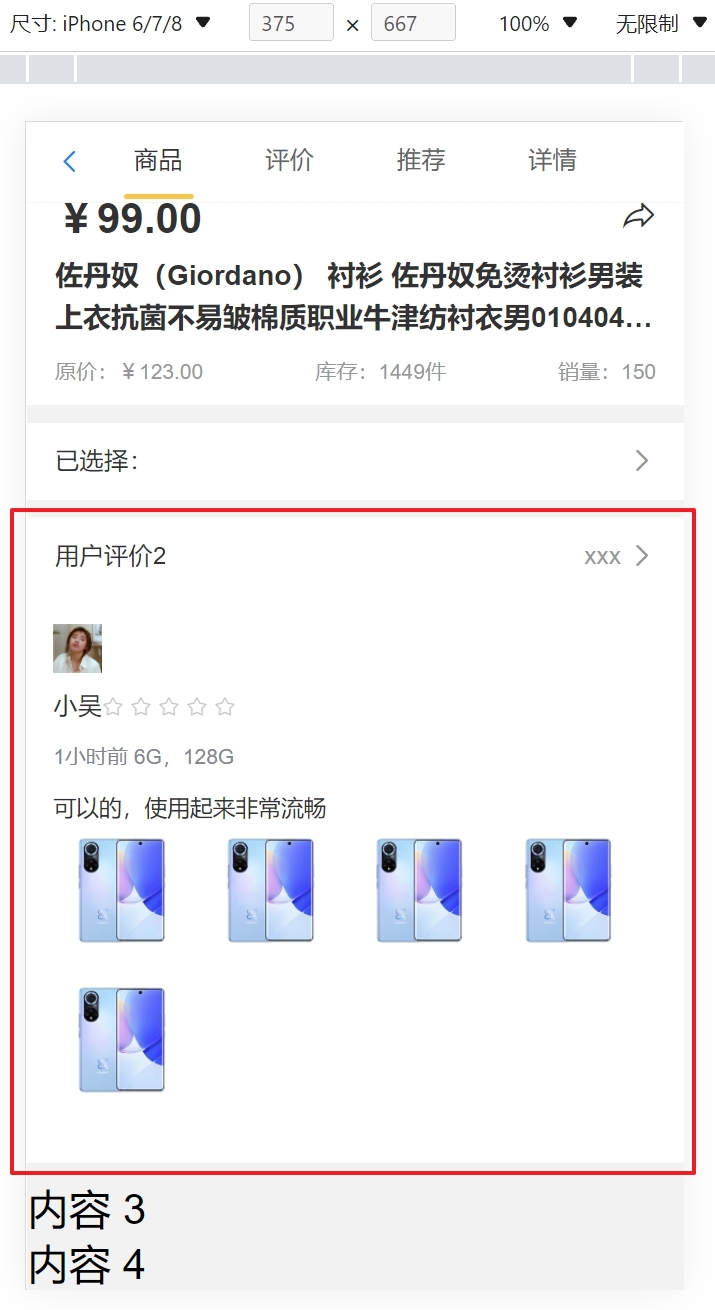 尺寸: iPhone 6/7/8 375 × 667 100% 无限制
商品 评价 推荐 详情
¥ 99.00
佐丹奴（Giordano） 衬衫 佐丹奴免烫衬衫男装
上衣抗菌不易皱棉质职业牛津纺衬衣男010404...
原价：￥123.00 库存：1449件 销量：150
已选择：
用户评价2 xxx
小吴
1小时前 6G，128G
可以的，使用起来非常流畅
内容 3
内容 4